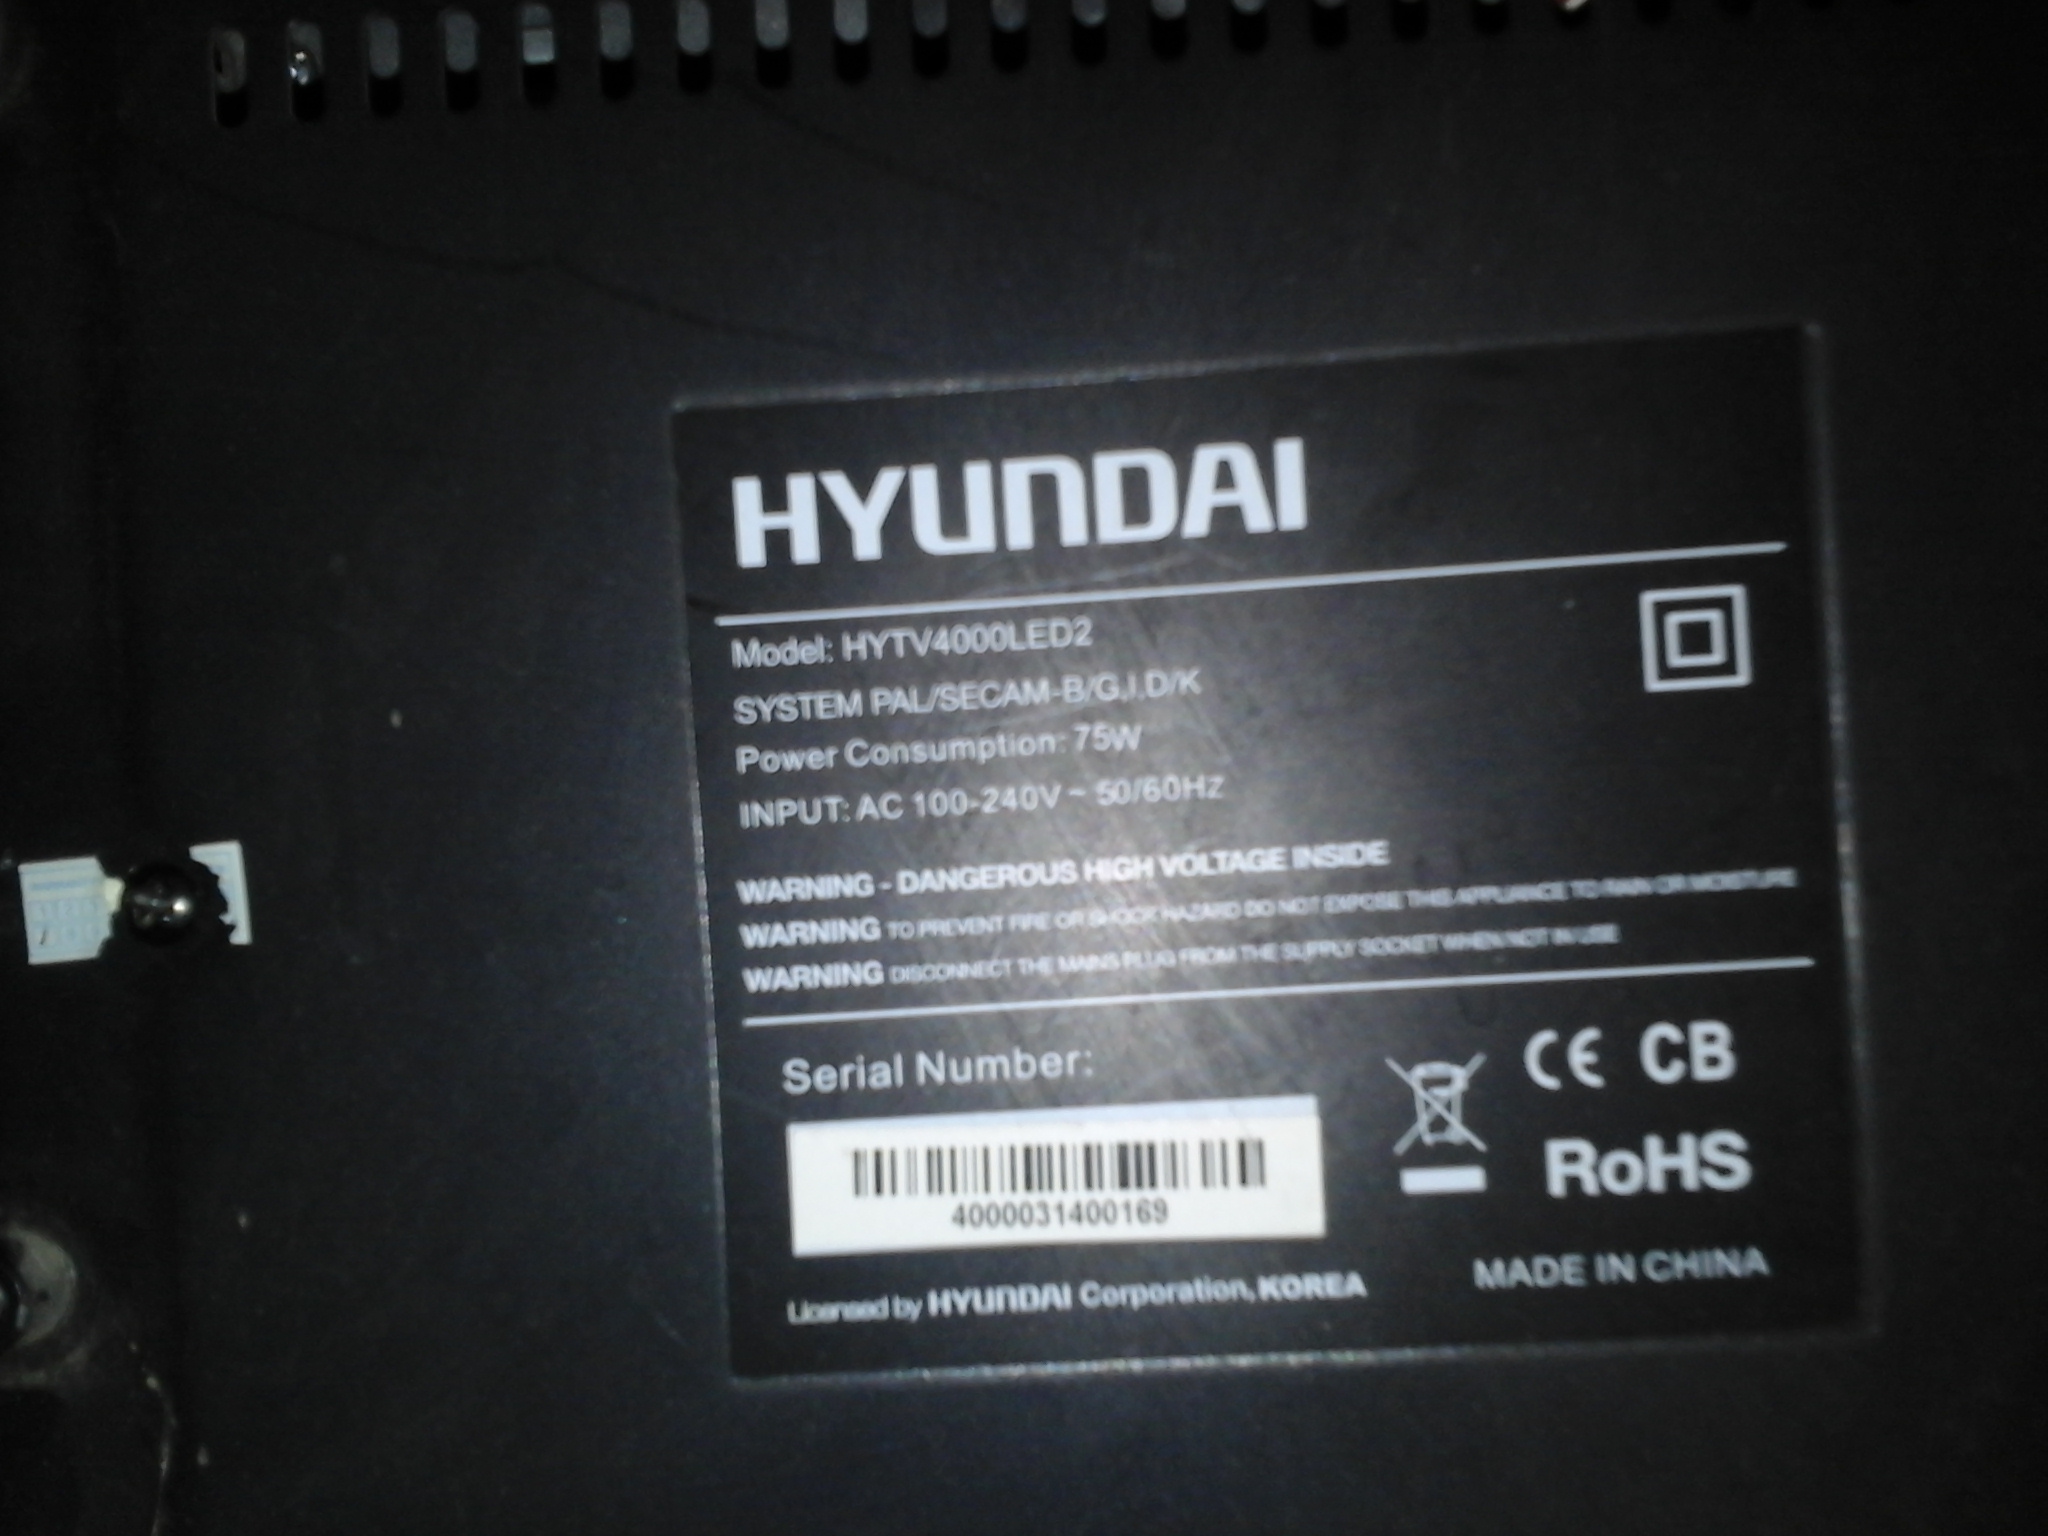 HYUNDAI
Model: HYTV4000LED2
SYSTEM PAL/SECAM-B/G,I,D/K
Power Consumption: 75W
INPUT: AC 100-240V ~ 50/60Hz
WARNING - DANGEROUS HIGH VOLTAGE INSIDE
WARNING TO PREVENT FIRE OR SHOCK HAZARD DO NOT EXPOSE THIS APPLIANCE TO RAIN OR MOISTURE
WARNING DISCONNECT THE MAINS PLUG FROM THE SUPPLY SOCKET WHEN NOT IN USE
Serial Number:
CE CB
RoHS
4000031400169
Licensed by HYUNDAI Corporation, KOREA
MADE IN CHINA